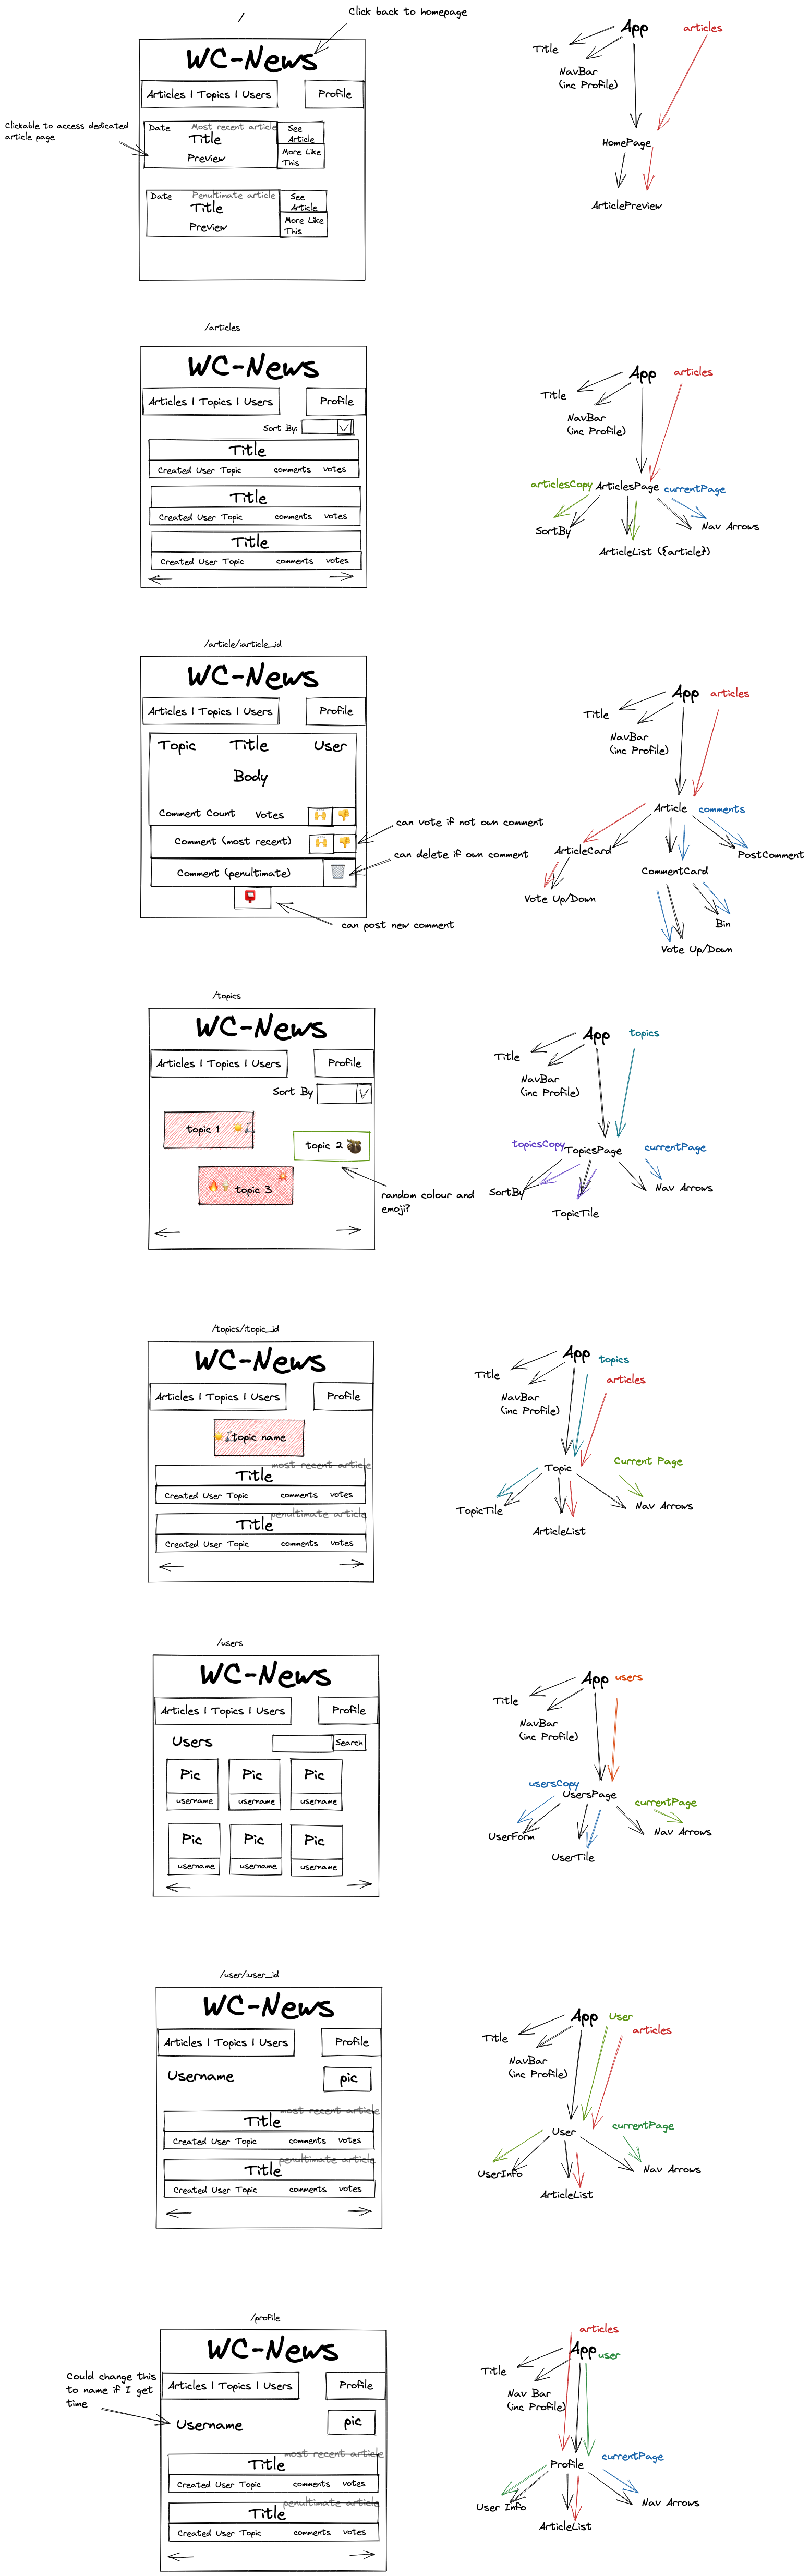 /
Click back to homepage
WC-News
Articles | Topics | Users
Profile
Clickable to access dedicated
article page
Date
Most recent article
Title
Preview
See
Article
More Like
This
Date
Penultimate article
Title
Preview
See
Article
More Like
This
App
articles
Title
NavBar
(inc Profile)
HomePage
ArticlePreview
/articles
WC-News
Articles | Topics | Users
Profile
Sort By:
Title
Created User Topic
comments
votes
Title
Created User Topic
comments
votes
Title
Created User Topic
comments
votes
App
articles
Title
NavBar
(inc Profile)
articlesCopy
ArticlesPage
currentPage
SortBy
Nav Arrows
ArticleList ({article})
/article/:article_id
WC-News
Articles | Topics | Users
Profile
Topic
Title
User
Body
Comment Count
Votes
Comment (most recent)
Comment (penultimate)
can vote if not own comment
can delete if own comment
can post new comment
App
articles
Title
NavBar
(inc Profile)
Article
comments
ArticleCard
PostComment
CommentCard
Vote Up/Down
Bin
Vote Up/Down
/topics
WC-News
Articles | Topics | Users
Profile
Sort By
topic 1
topic 2
topic 3
random colour and
emoji?
App
topics
Title
NavBar
(inc Profile)
topicsCopy
TopicsPage
currentPage
SortBy
Nav Arrows
TopicTile
/topics/:topic_id
WC-News
Articles | Topics | Users
Profile
topic name
most recent article
Title
Created User Topic
comments
votes
penultimate article
Title
Created User Topic
comments
votes
App
topics
articles
Title
NavBar
(inc Profile)
Topic
Current Page
TopicTile
Nav Arrows
ArticleList
/users
WC-News
Articles | Topics | Users
Profile
Users
Search
Pic
Pic
Pic
username
username
username
Pic
Pic
Pic
username
username
username
App
users
Title
NavBar
(inc Profile)
usersCopy
UsersPage
currentPage
UserForm
Nav Arrows
UserTile
/user/:user_id
WC-News
Articles | Topics | Users
Profile
Username
pic
most recent article
Title
Created User Topic
comments
votes
penultimate article
Title
Created User Topic
comments
votes
App
User
articles
Title
NavBar
(inc Profile)
User
currentPage
UserInfo
Nav Arrows
ArticleList
/profile
WC-News
Articles | Topics | Users
Profile
Could change this
to name if I get
time
Username
pic
most recent article
Title
Created User Topic
comments
votes
penultimate article
Title
Created User Topic
comments
votes
articles
App
user
Title
Nav Bar
(inc Profile)
Profile
currentPage
User Info
Nav Arrows
ArticleList